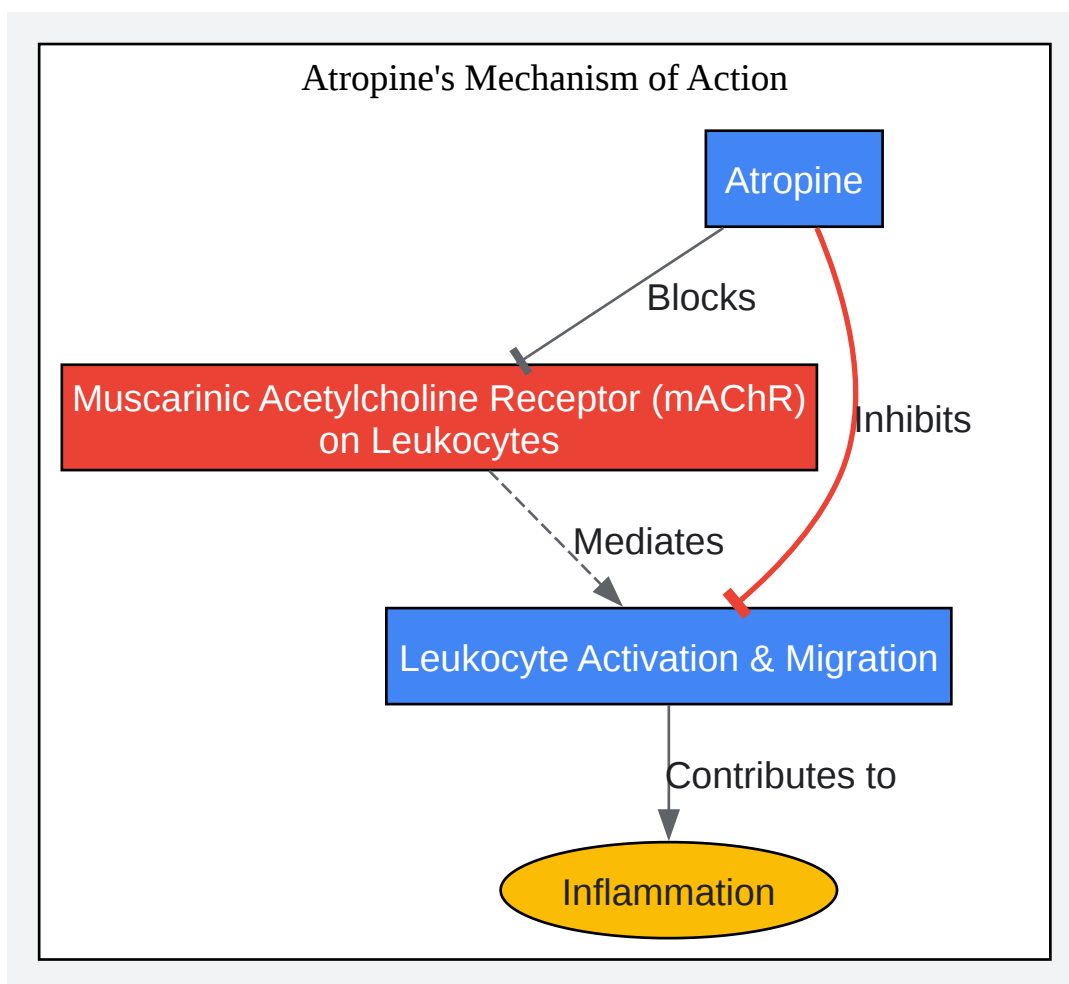 Atropine's Mechanism of Action
Atropine
Blocks
Muscarinic Acetylcholine Receptor (mAChR)
on Leukocytes
Inhibits
Mediates
Leukocyte Activation & Migration
Contributes to
Inflammation